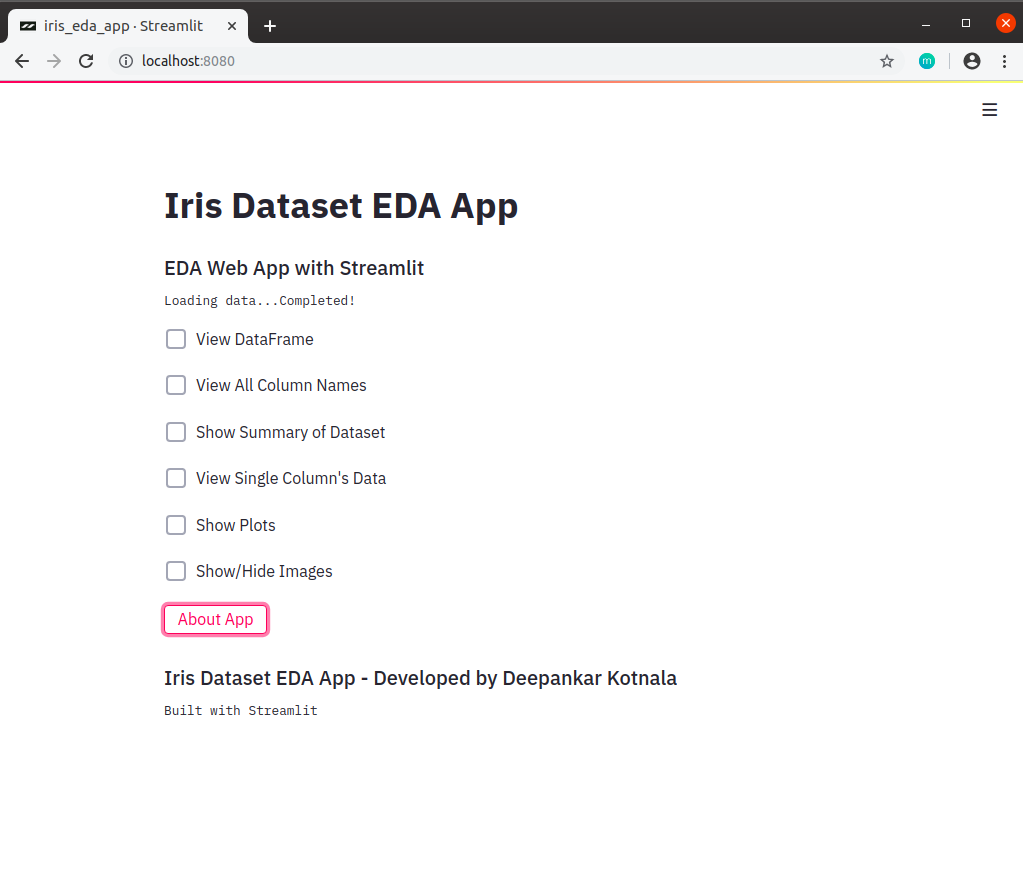 iris_eda_app · Streamlit
localhost:8080
m
Iris Dataset EDA App
EDA Web App with Streamlit
Loading data...Completed!
View DataFrame
View All Column Names
Show Summary of Dataset
View Single Column's Data
Show Plots
Show/Hide Images
About App
Iris Dataset EDA App - Developed by Deepankar Kotnala
Built with Streamlit